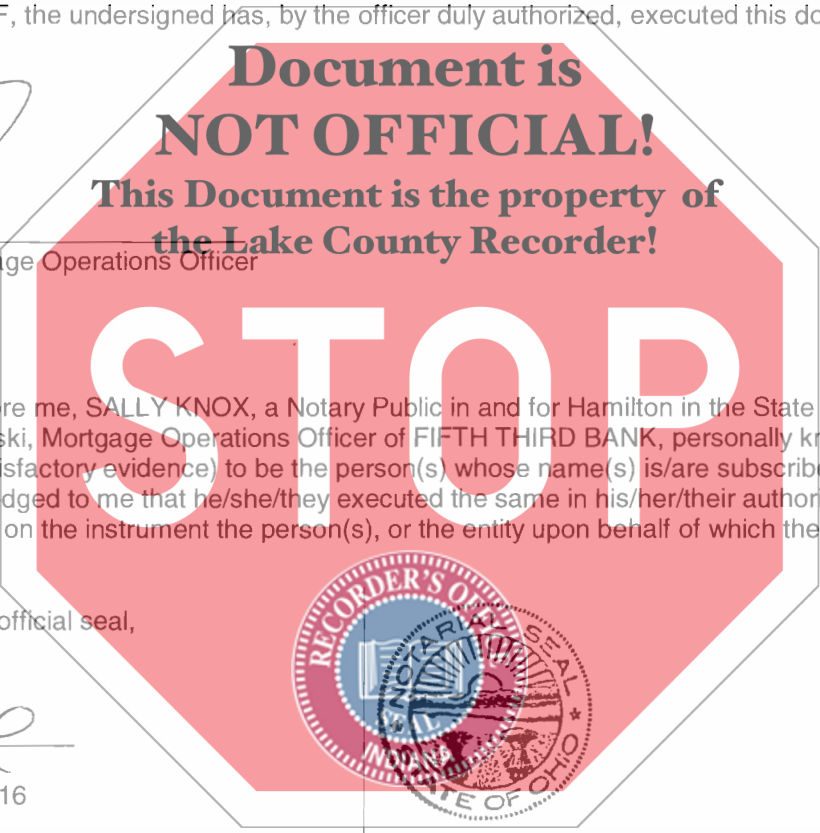 F, the undersigned has, by the officer duly authorized, executed this do
Document is
NOT OFFICIAL!
This Document is the property of
the Lake County Recorder!
age Operations Officer
STOP
ore me, SALLY KNOX, a Notary Public in and for Hamilton in the State
ski, Mortgage Operations Officer of FIFTH THIRD BANK, personally kn
isfactory evidence) to be the person(s) whose name(s) is/are subscribe
dged to me that he/she/they executed the same in his/her/their authori
on the instrument the person(s), or the entity upon behalf of which the
official seal,
RECORDER'S OFFICE
SEAL
INDIANA
NOTARIAL SEAL
STATE OF OHIO
16